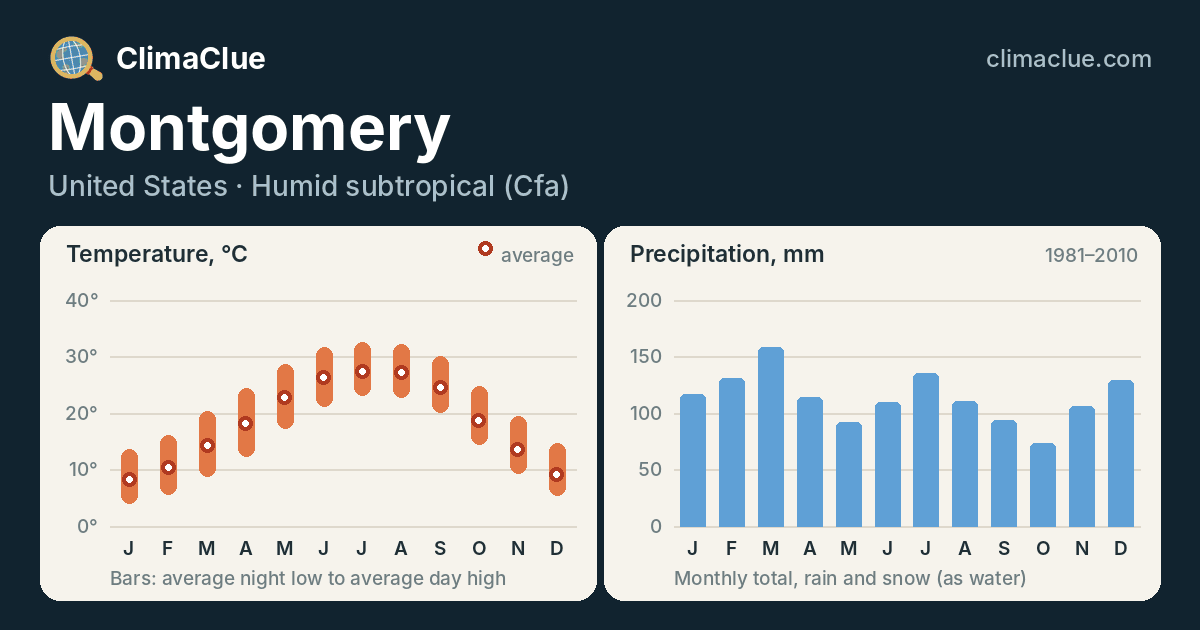 ClimaClue
climaclue.com
Montgomery
United States · Humid subtropical (Cfa)
Temperature, °C
average
40°
30°
20°
10°
0°
J F M A M J J A S O N D
Bars: average night low to average day high
Precipitation, mm
1981–2010
200
150
100
50
0
J F M A M J J A S O N D
Monthly total, rain and snow (as water)